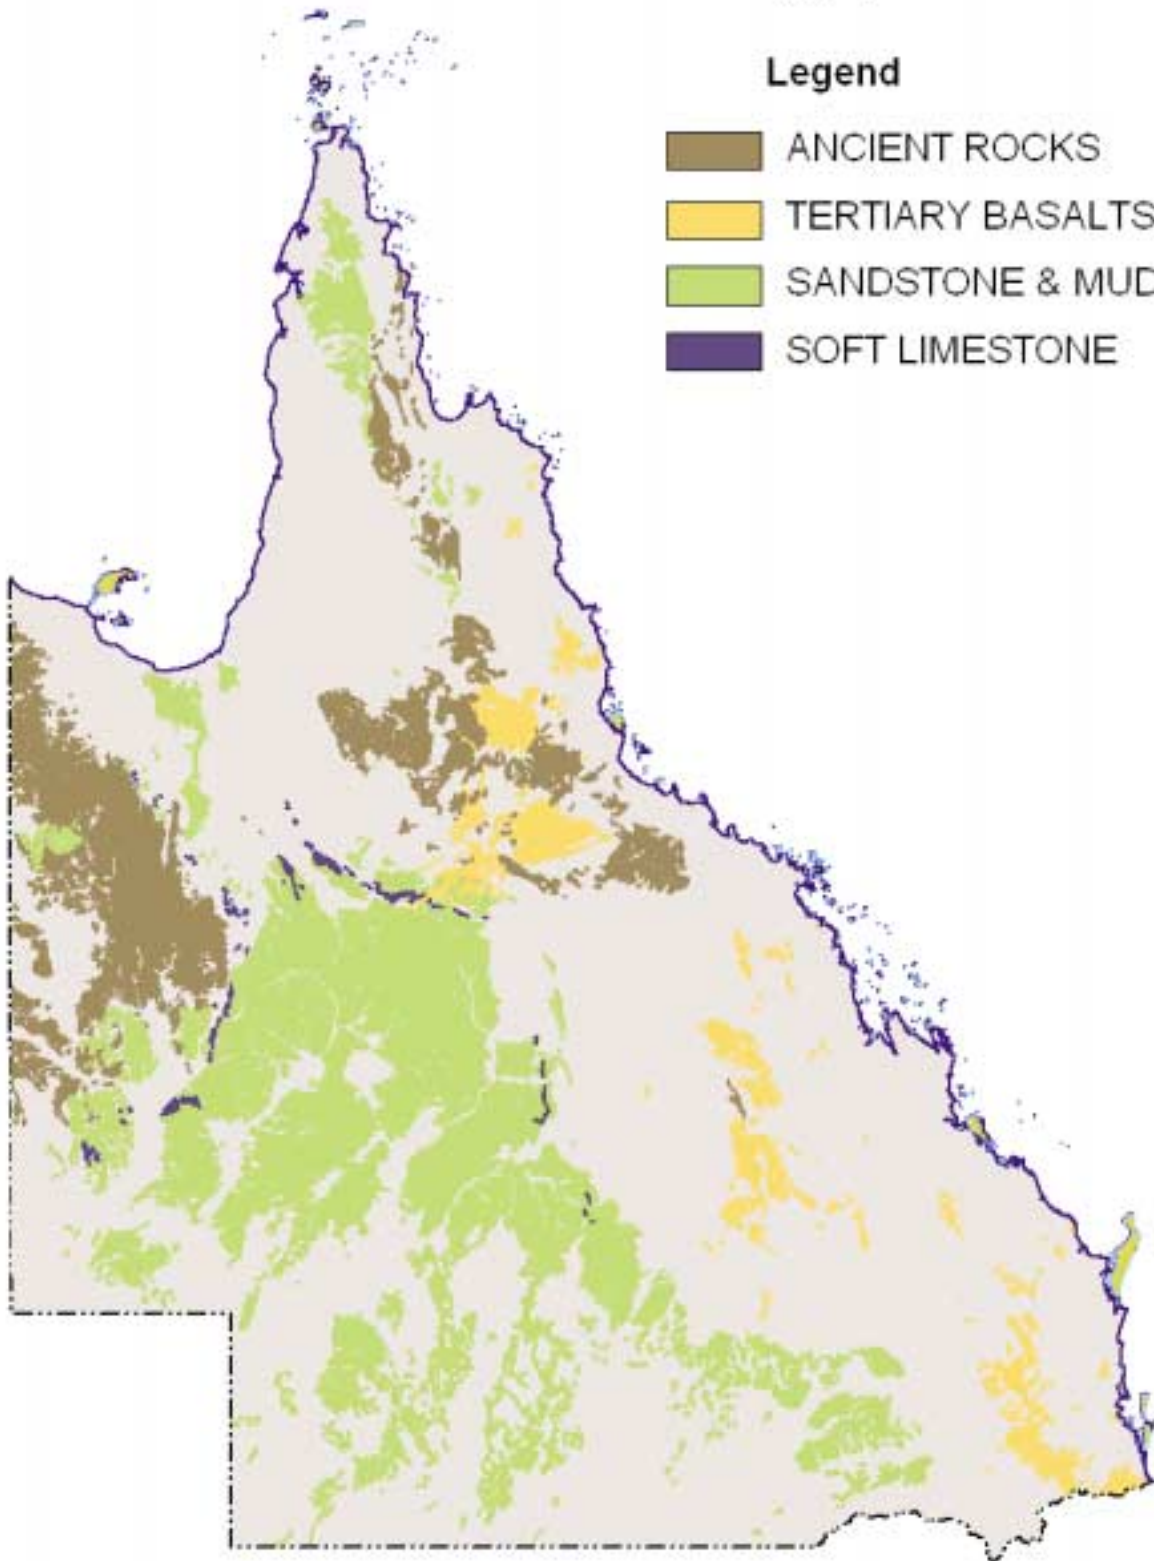 Legend
ANCIENT ROCKS
TERTIARY BASALTS
SANDSTONE & MUD
SOFT LIMESTONE